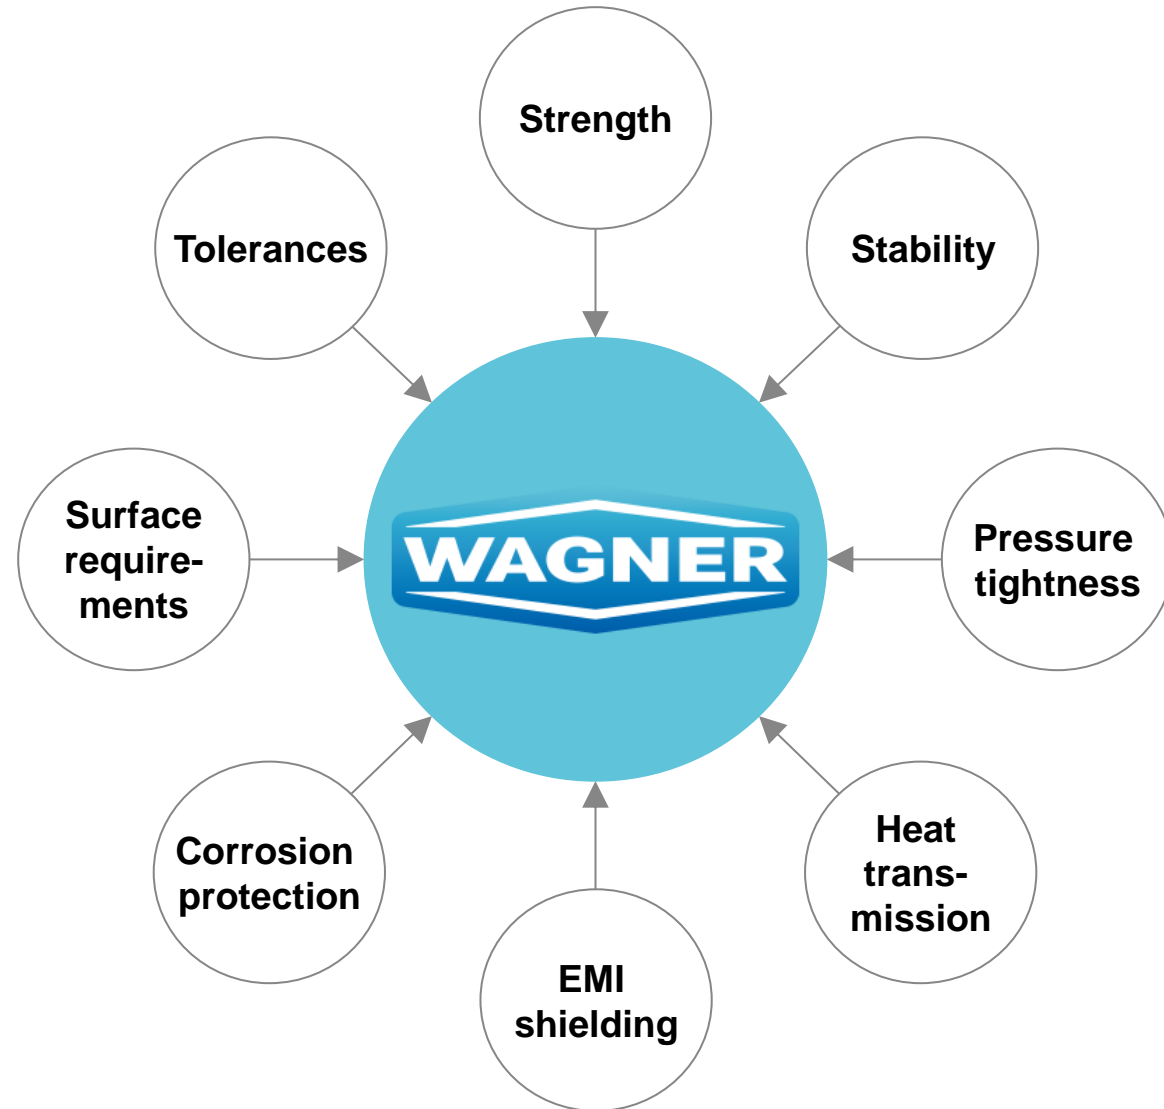 Strength
Tolerances
Stability
Surface
require-
ments
WAGNER
Pressure
tightness
Corrosion
protection
Heat
trans-
mission
EMI
shielding